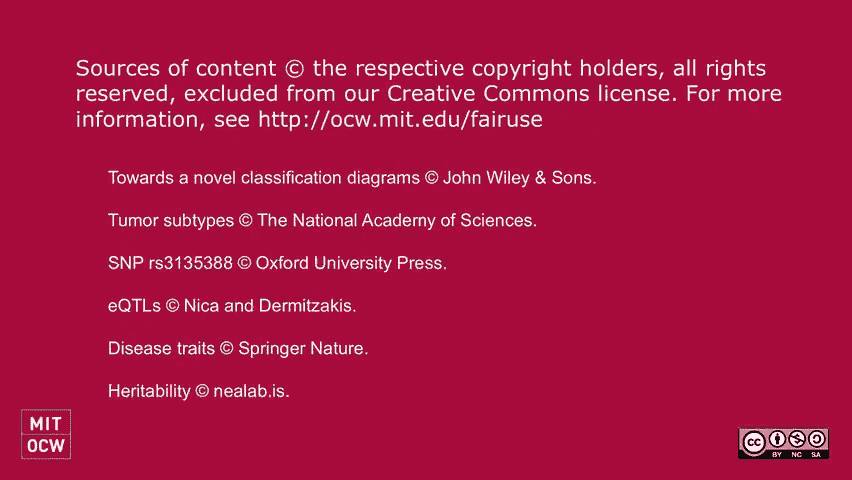 Sources of content © the respective copyright holders, all rights
reserved, excluded from our Creative Commons license. For more
information, see http://ocw.mit.edu/fairuse
Towards a novel classification diagrams © John Wiley & Sons.
Tumor subtypes © The National Academy of Sciences.
SNP rs3135388 © Oxford University Press.
eQTLs © Nica and Dermitzakis.
Disease traits © Springer Nature.
Heritability © nealab.is.
MIT
OCW
cc
BY NC SA